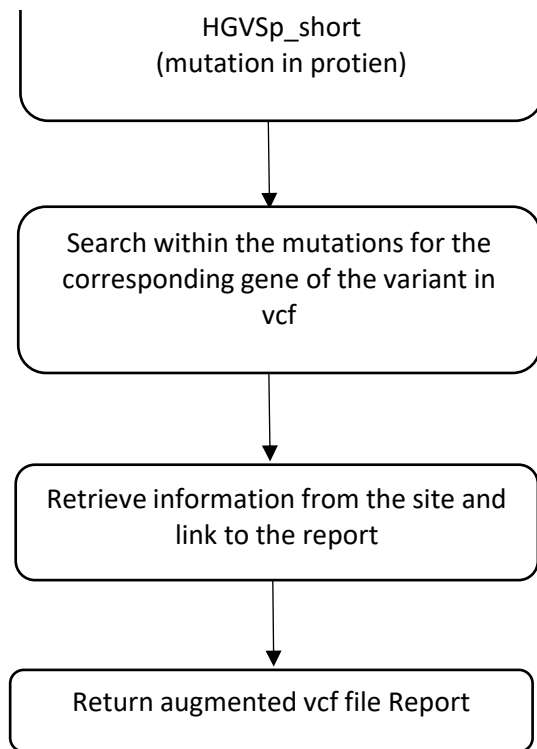 HGVSp_short
(mutation in protien)
Search within the mutations for the
corresponding gene of the variant in
vcf
Retrieve information from the site and
link to the report
Return augmented vcf file Report